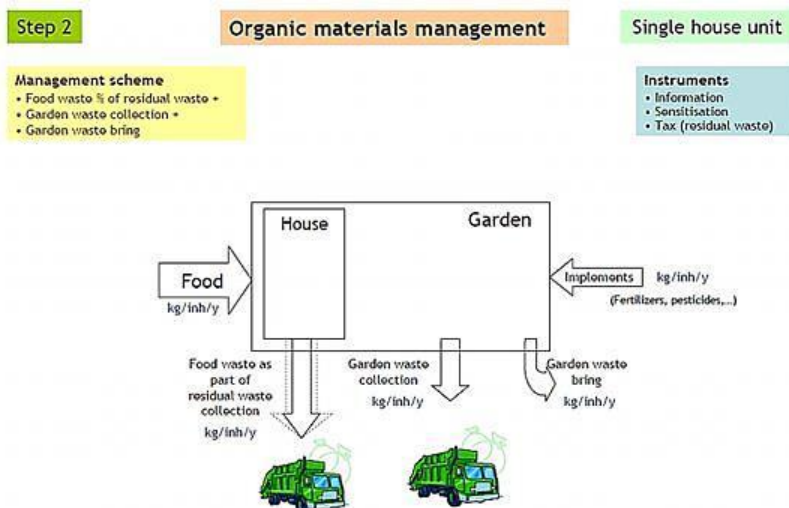 Step 2
Organic materials management
Single house unit
Management scheme
• Food waste % of residual waste +
• Garden waste collection +
• Garden waste bring
Instruments
• Information
• Sensitisation
• Tax (residual waste)
House
Garden
Food
kg/inh/y
Implements
kg/inh/y
(Fertilizers, pesticides,...)
Food waste as
part of
residual waste
collection
kg/inh/y
Garden waste
collection
kg/inh/y
Garden waste
bring
kg/inh/y